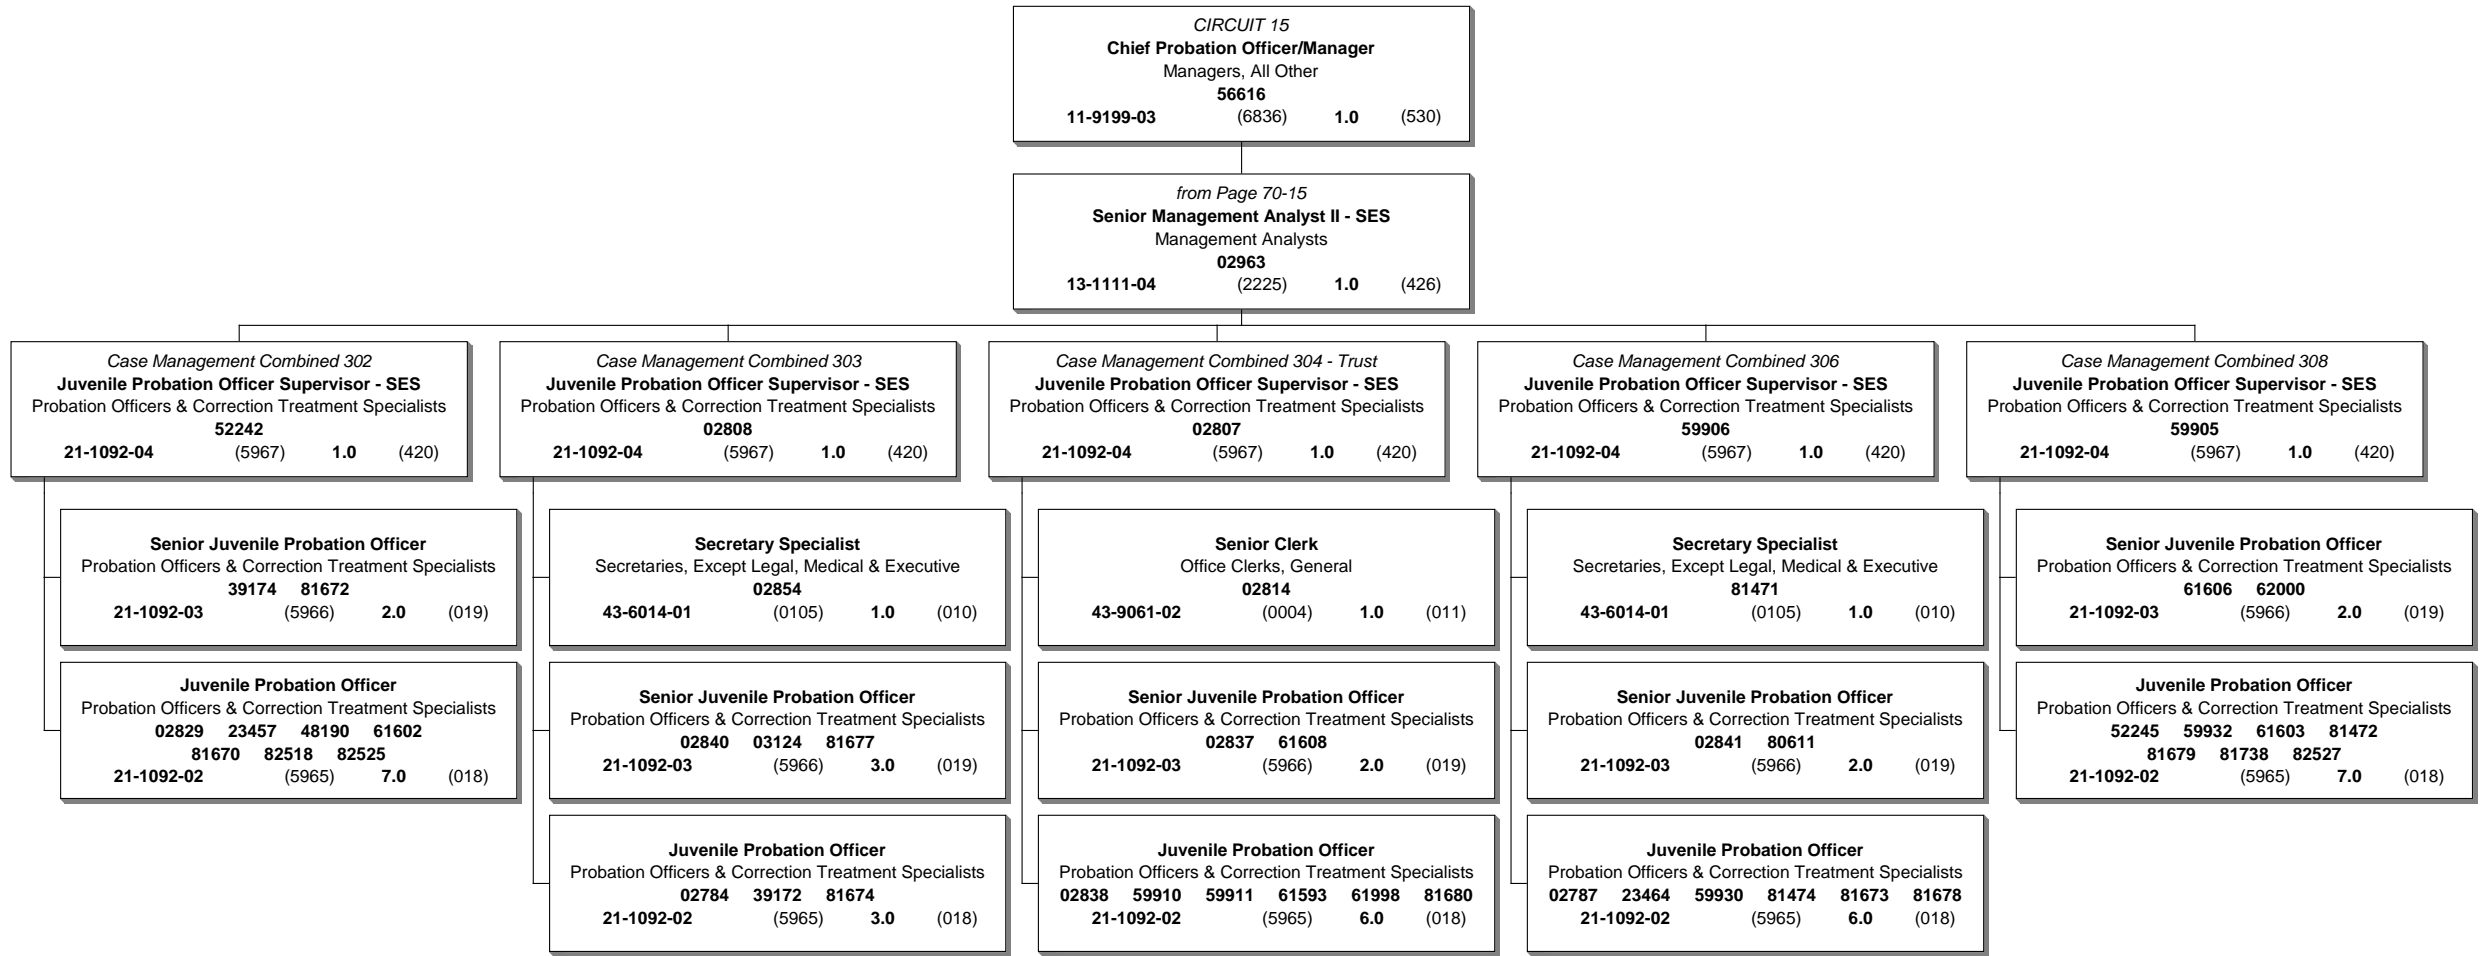 CIRCUIT 15
Chief Probation Officer/Manager
Managers, All Other
56616
11-9199-03 (6836) 1.0 (530)
from Page 70-15
Senior Management Analyst II - SES
Management Analysts
02963
13-1111-04 (2225) 1.0 (426)
Case Management Combined 302
Juvenile Probation Officer Supervisor - SES
Probation Officers & Correction Treatment Specialists
52242
21-1092-04 (5967) 1.0 (420)
Senior Juvenile Probation Officer
Probation Officers & Correction Treatment Specialists
39174 81672
21-1092-03 (5966) 2.0 (019)
Juvenile Probation Officer
Probation Officers & Correction Treatment Specialists
02829 23457 48190 61602
81670 82518 82525
21-1092-02 (5965) 7.0 (018)
Case Management Combined 303
Juvenile Probation Officer Supervisor - SES
Probation Officers & Correction Treatment Specialists
02808
21-1092-04 (5967) 1.0 (420)
Secretary Specialist
Secretaries, Except Legal, Medical & Executive
02854
43-6014-01 (0105) 1.0 (010)
Senior Juvenile Probation Officer
Probation Officers & Correction Treatment Specialists
02840 03124 81677
21-1092-03 (5966) 3.0 (019)
Juvenile Probation Officer
Probation Officers & Correction Treatment Specialists
02784 39172 81674
21-1092-02 (5965) 3.0 (018)
Case Management Combined 304 - Trust
Juvenile Probation Officer Supervisor - SES
Probation Officers & Correction Treatment Specialists
02807
21-1092-04 (5967) 1.0 (420)
Senior Clerk
Office Clerks, General
02814
43-9061-02 (0004) 1.0 (011)
Senior Juvenile Probation Officer
Probation Officers & Correction Treatment Specialists
02837 61608
21-1092-03 (5966) 2.0 (019)
Juvenile Probation Officer
Probation Officers & Correction Treatment Specialists
02838 59910 59911 61593 61998 81680
21-1092-02 (5965) 6.0 (018)
Case Management Combined 306
Juvenile Probation Officer Supervisor - SES
Probation Officers & Correction Treatment Specialists
59906
21-1092-04 (5967) 1.0 (420)
Secretary Specialist
Secretaries, Except Legal, Medical & Executive
81471
43-6014-01 (0105) 1.0 (010)
Senior Juvenile Probation Officer
Probation Officers & Correction Treatment Specialists
02841 80611
21-1092-03 (5966) 2.0 (019)
Juvenile Probation Officer
Probation Officers & Correction Treatment Specialists
02787 23464 59930 81474 81673 81678
21-1092-02 (5965) 6.0 (018)
Case Management Combined 308
Juvenile Probation Officer Supervisor - SES
Probation Officers & Correction Treatment Specialists
59905
21-1092-04 (5967) 1.0 (420)
Senior Juvenile Probation Officer
Probation Officers & Correction Treatment Specialists
61606 62000
21-1092-03 (5966) 2.0 (019)
Juvenile Probation Officer
Probation Officers & Correction Treatment Specialists
52245 59932 61603 81472
81679 81738 82527
21-1092-02 (5965) 7.0 (018)